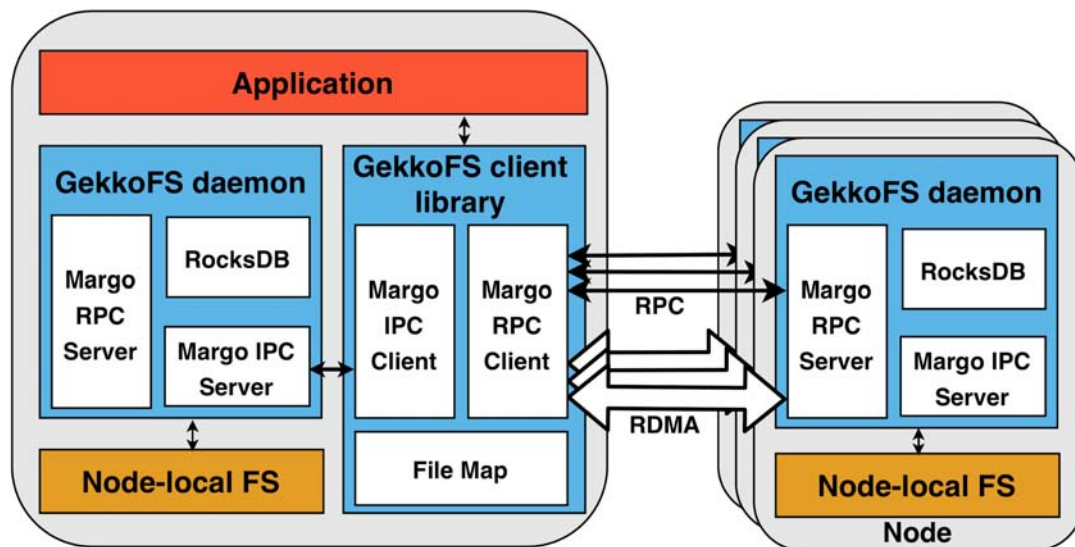 Application
GekkoFS daemon
Margo
RPC
Server
RocksDB
Margo IPC
Server
Node-local FS
GekkoFS client
library
Margo
IPC
Client
Margo
RPC
Client
File Map
RPC
RDMA
GekkoFS daemon
Margo
RPC
Server
RocksDB
Margo IPC
Server
Node-local FS
Node